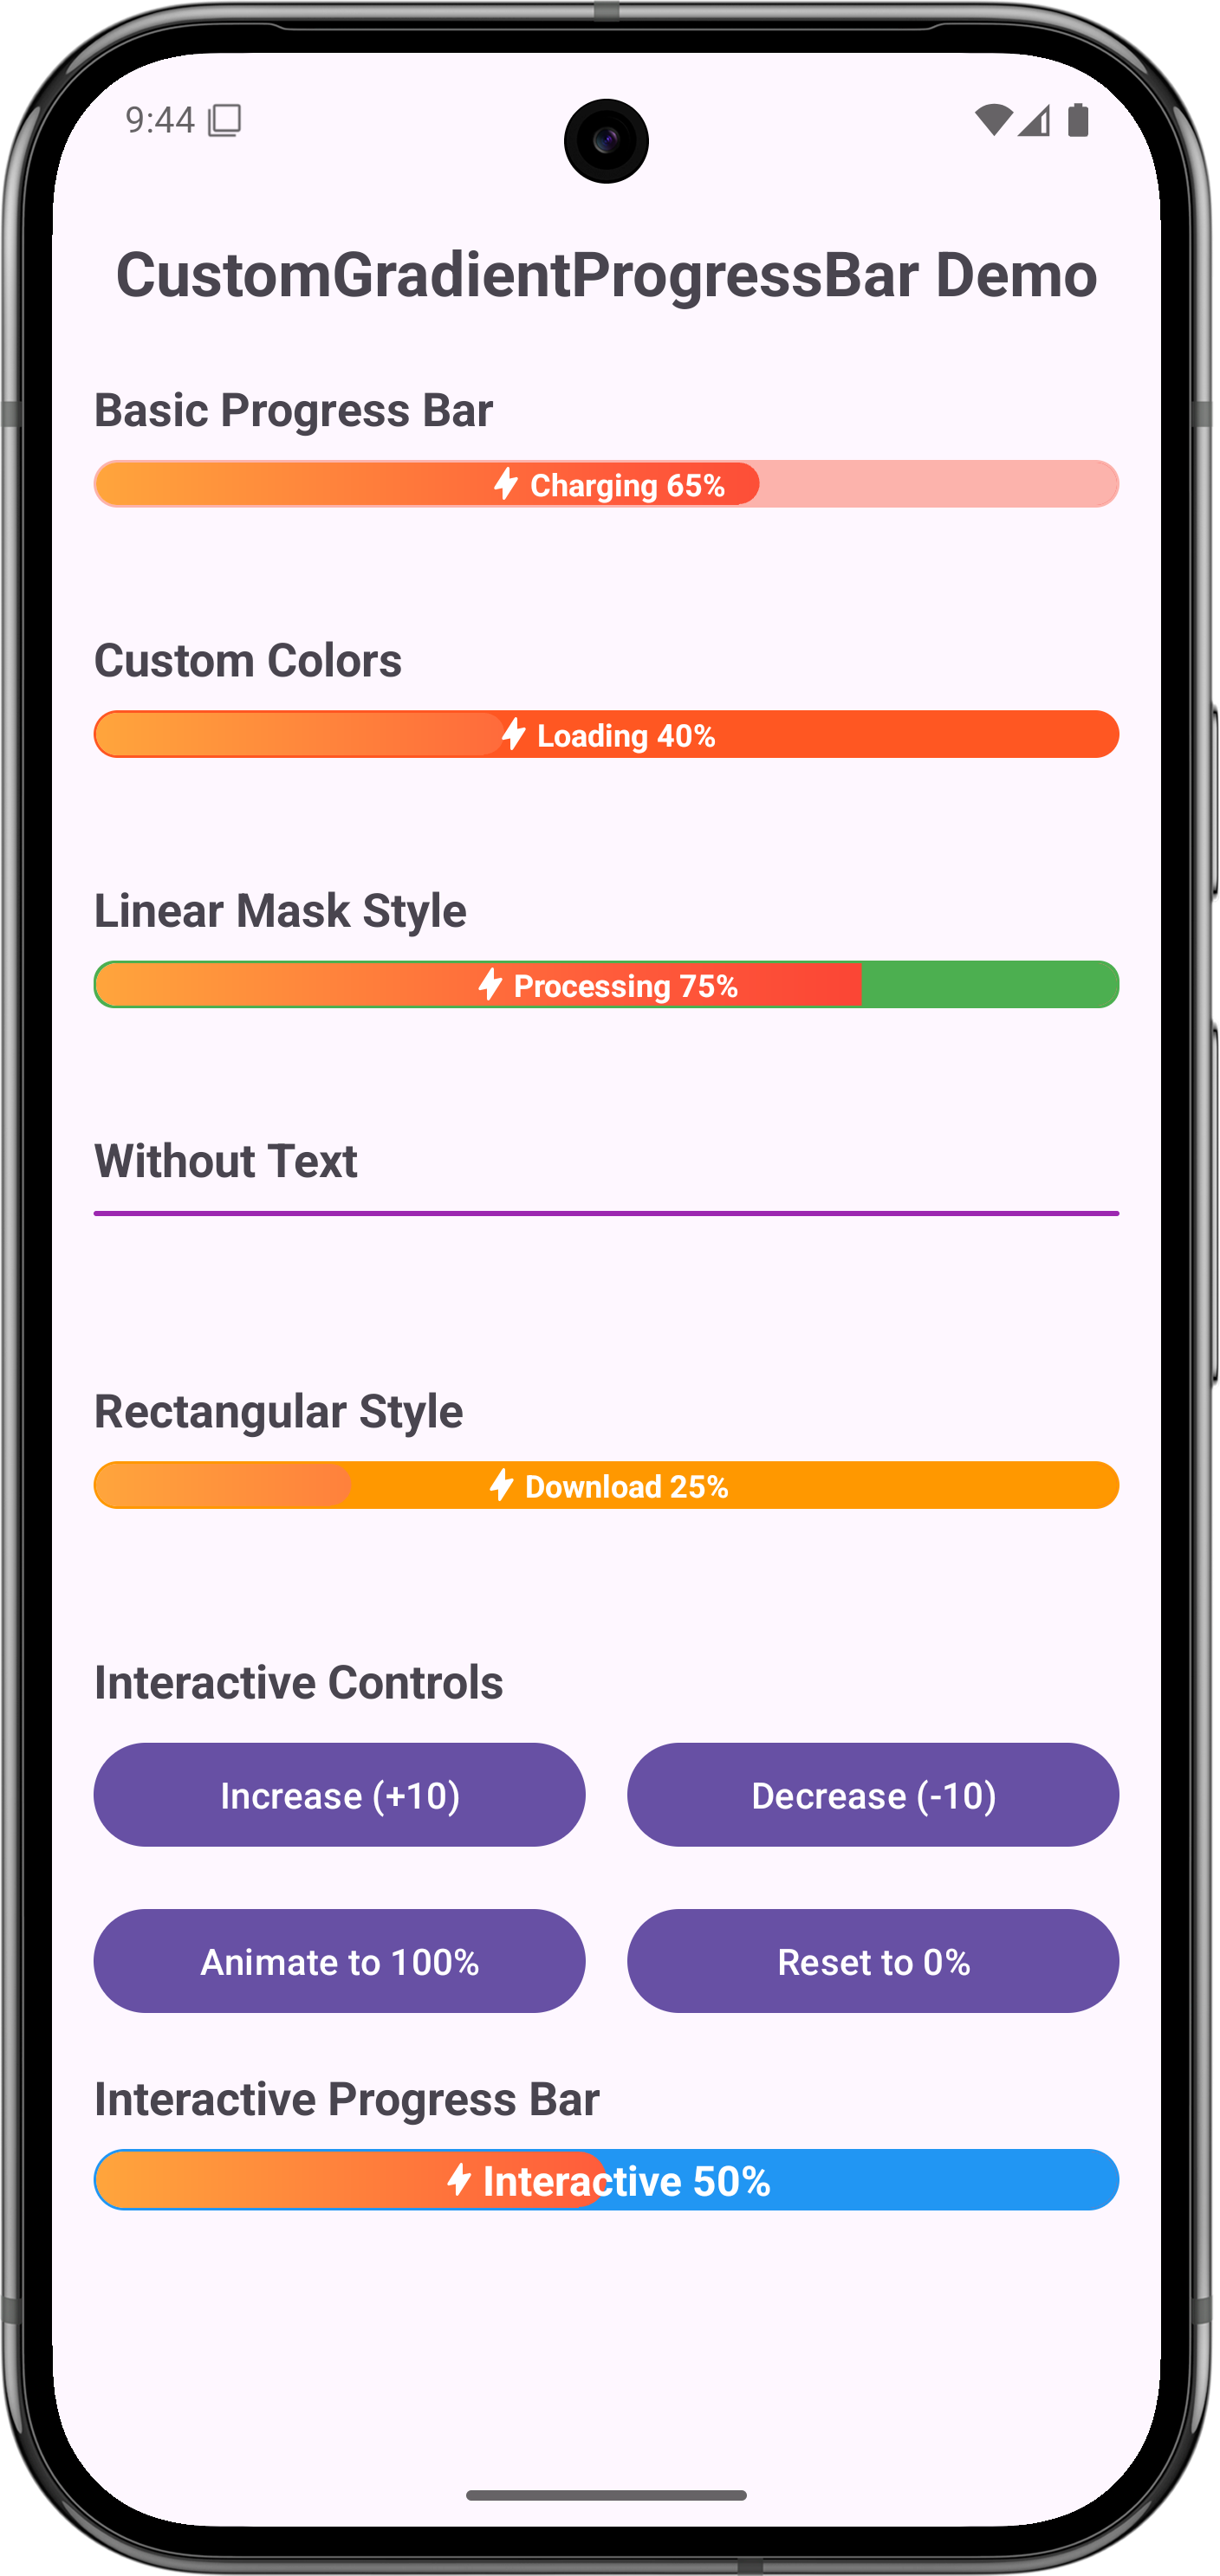 9:44
CustomGradientProgressBar Demo
Basic Progress Bar
Charging 65%
Custom Colors
Loading 40%
Linear Mask Style
Processing 75%
Without Text
Rectangular Style
Download 25%
Interactive Controls
Increase (+10) Decrease (-10)
Animate to 100% Reset to 0%
Interactive Progress Bar
Interactive 50%